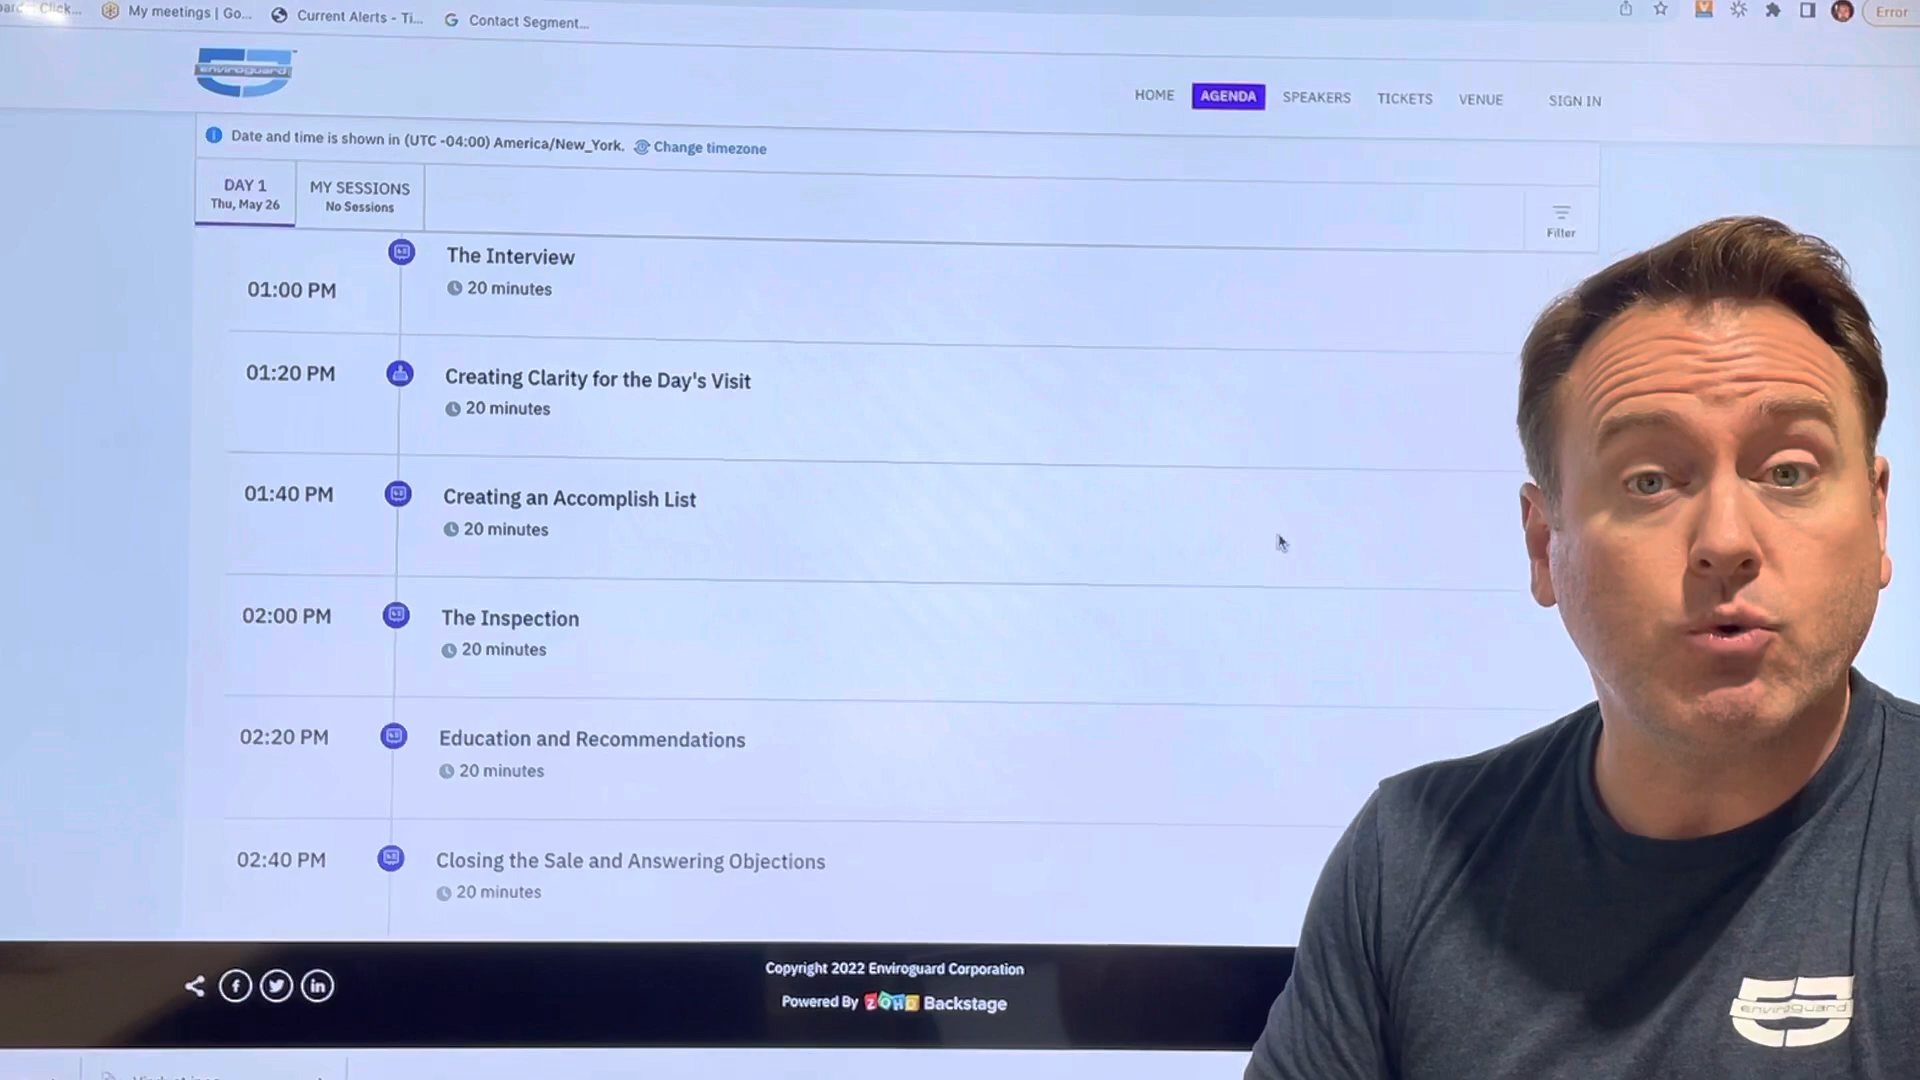 Click...
My meetings | Go...
Current Alerts - Ti...
Contact Segment...
Error
enviroguard
HOME
AGENDA
SPEAKERS
TICKETS
VENUE
SIGN IN
Date and time is shown in (UTC -04:00) America/New_York.
Change timezone
DAY 1
Thu, May 26
MY SESSIONS
No Sessions
Filter
The Interview
01:00 PM
20 minutes
01:20 PM
Creating Clarity for the Day's Visit
20 minutes
01:40 PM
Creating an Accomplish List
20 minutes
02:00 PM
The Inspection
20 minutes
02:20 PM
Education and Recommendations
20 minutes
02:40 PM
Closing the Sale and Answering Objections
20 minutes
Copyright 2022 Enviroguard Corporation
Powered By ZOHO Backstage
enviroguard